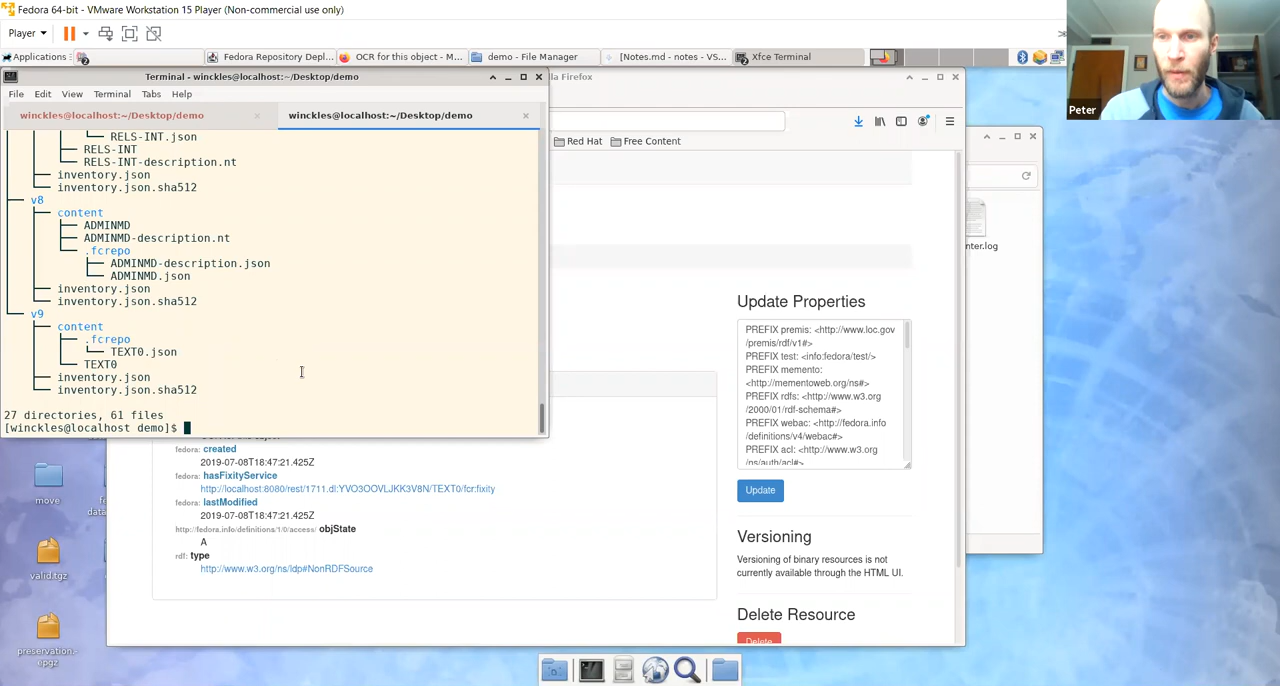 Fedora 64-bit - VMware Workstation 15 Player (Non-commercial use only)
Player
Applications
Fedora Repository Depl...
OCR for this object - M...
demo - File Manager
[Notes.md - notes - VS...
Xfce Terminal
Peter
Terminal - winckles@localhost:~/Desktop/demo
lla Firefox
File Edit View Terminal Tabs Help
winckles@localhost:~/Desktop/demo
winckles@localhost:~/Desktop/demo
Red Hat
Free Content
RELS-INT.json
RELS-INT
RELS-INT-description.nt
inventory.json
inventory.json.sha512
v8
content
ADMINMD
ADMINMD-description.nt
.fcrepo
ADMINMD-description.json
ADMINMD.json
inventory.json
inventory.json.sha512
v9
content
.fcrepo
TEXT0.json
TEXT0
inventory.json
inventory.json.sha512
27 directories, 61 files
[winckles@localhost demo]$
nter.log
Update Properties
PREFIX premis: <http://www.loc.gov
/premis/rdf/v1#>
PREFIX test: <info:fedora/test/>
PREFIX memento:
<http://mementoweb.org/ns#>
PREFIX rdfs: <http://www.w3.org
/2000/01/rdf-schema#>
PREFIX webac: <http://fedora.info
/definitions/v4/webac#>
PREFIX acl: <http://www.w3.org
/ns/auth/acl#>
Update
fedora: created
2019-07-08T18:47:21.425Z
fedora: hasFixityService
http://localhost:8080/rest/1711.dl:YVO3OOVLJKK3V8N/TEXT0/fcr:fixity
fedora: lastModified
2019-07-08T18:47:21.425Z
http://fedora.info/definitions/1/0/access/ objState
A
rdf: type
http://www.w3.org/ns/ldp#NonRDFSource
Versioning
Versioning of binary resources is not
currently available through the HTML UI.
Delete Resource
Delete
move
fe
data
valid.tgz
preservation.-
epgz